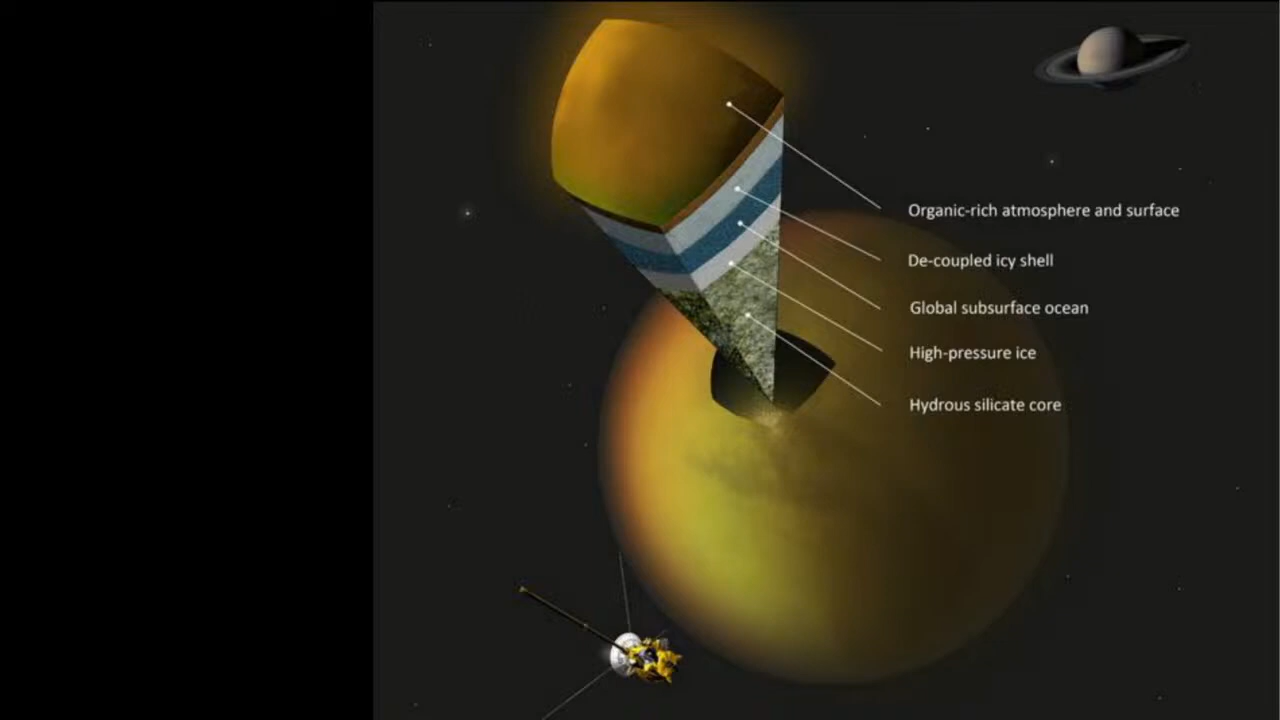 Organic-rich atmosphere and surface
De-coupled icy shell
Global subsurface ocean
High-pressure ice
Hydrous silicate core